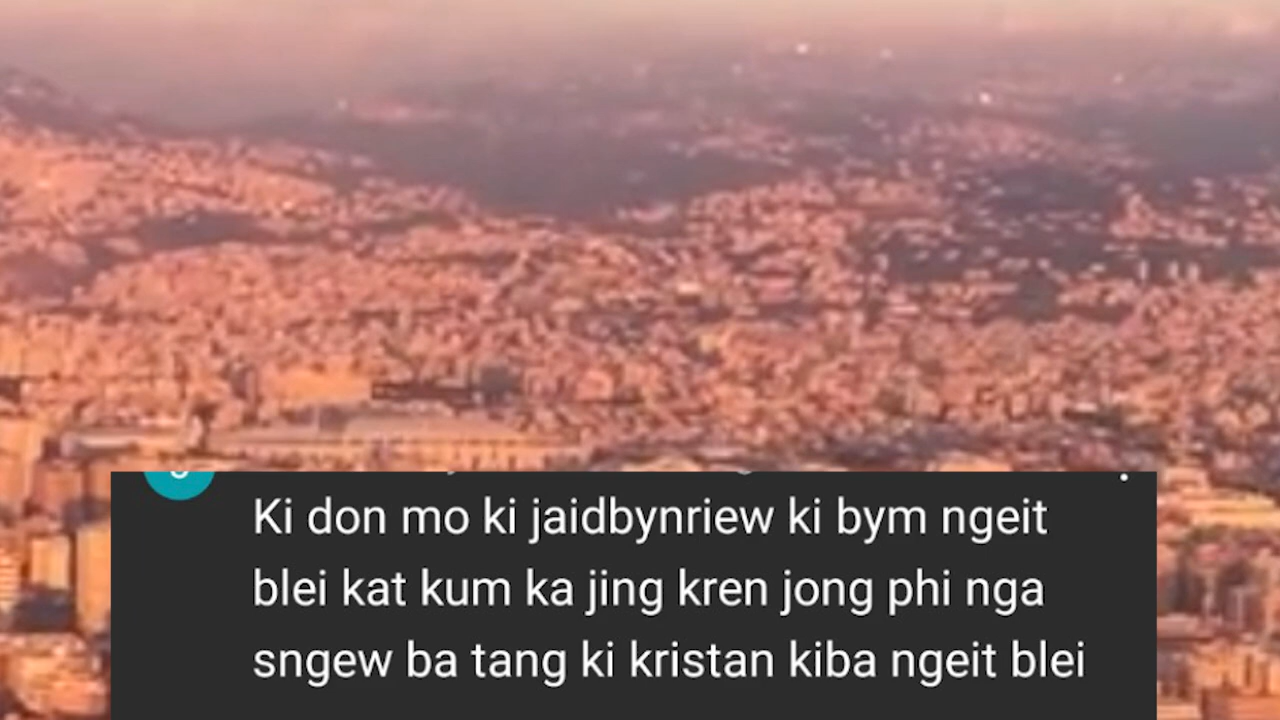 Ki don mo ki jaidbynriew ki bym ngeit
blei kat kum ka jing kren jong phi nga
sngew ba tang ki kristan kiba ngeit blei